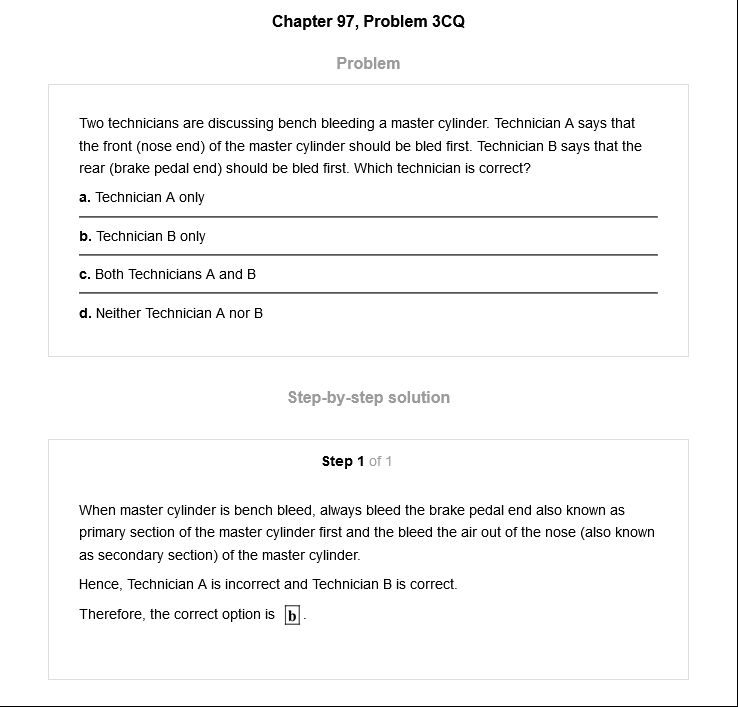 Chapter 97, Problem 3CQ
Problem
Two technicians are discussing bench bleeding a master cylinder. Technician A says that
the front (nose end) of the master cylinder should be bled first. Technician B says that the
rear (brake pedal end) should be bled first. Which technician is correct?
a. Technician A only
b. Technician B only
c. Both Technicians A and B
d. Neither Technician A nor B
Step-by-step solution
Step 1 of 1
When master cylinder is bench bleed, always bleed the brake pedal end also known as
primary section of the master cylinder first and the bleed the air out of the nose (also known
as secondary section) of the master cylinder.
Hence, Technician A is incorrect and Technician B is correct.
Therefore, the correct option is b.